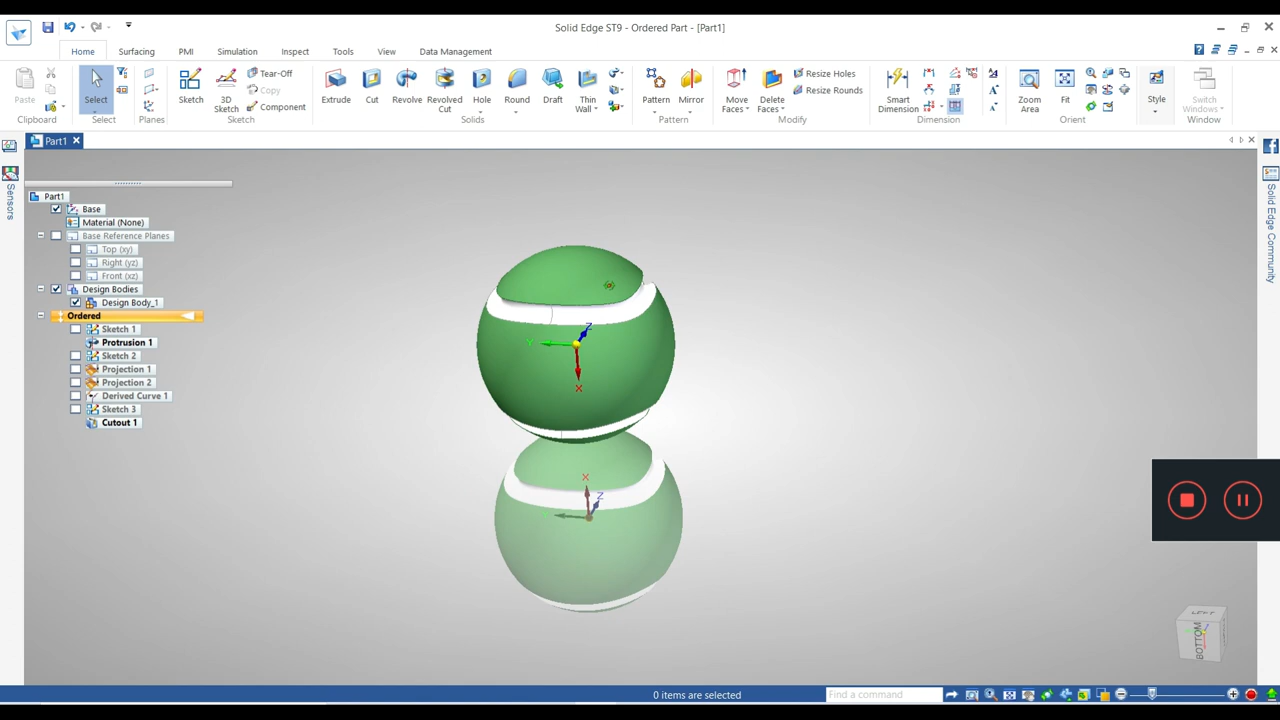 Solid Edge ST9 - Ordered Part - [Part1]
Home Surfacing PMI Simulation Inspect Tools View Data Management
Paste
Clipboard
Select
Select
Planes
Sketch
3D Sketch
Tear-Off
Copy
Component
Sketch
Extrude
Cut
Revolve
Revolved Cut
Hole
Round
Draft
Thin Wall
Solids
Pattern
Mirror
Pattern
Move Faces
Delete Faces
Resize Holes
Resize Rounds
Modify
Smart Dimension
Dimension
Zoom Area
Fit
Orient
Style
Switch Windows
Window
Part1
Sensors
Solid Edge Community
Part1
Base
Material (None)
Base Reference Planes
Top (xy)
Right (yz)
Front (xz)
Design Bodies
Design Body_1
Ordered
Sketch 1
Protrusion 1
Sketch 2
Projection 1
Projection 2
Derived Curve 1
Sketch 3
Cutout 1
Z
Y
X
X
Z
LEFT
BOTTOM
0 items are selected
Find a command